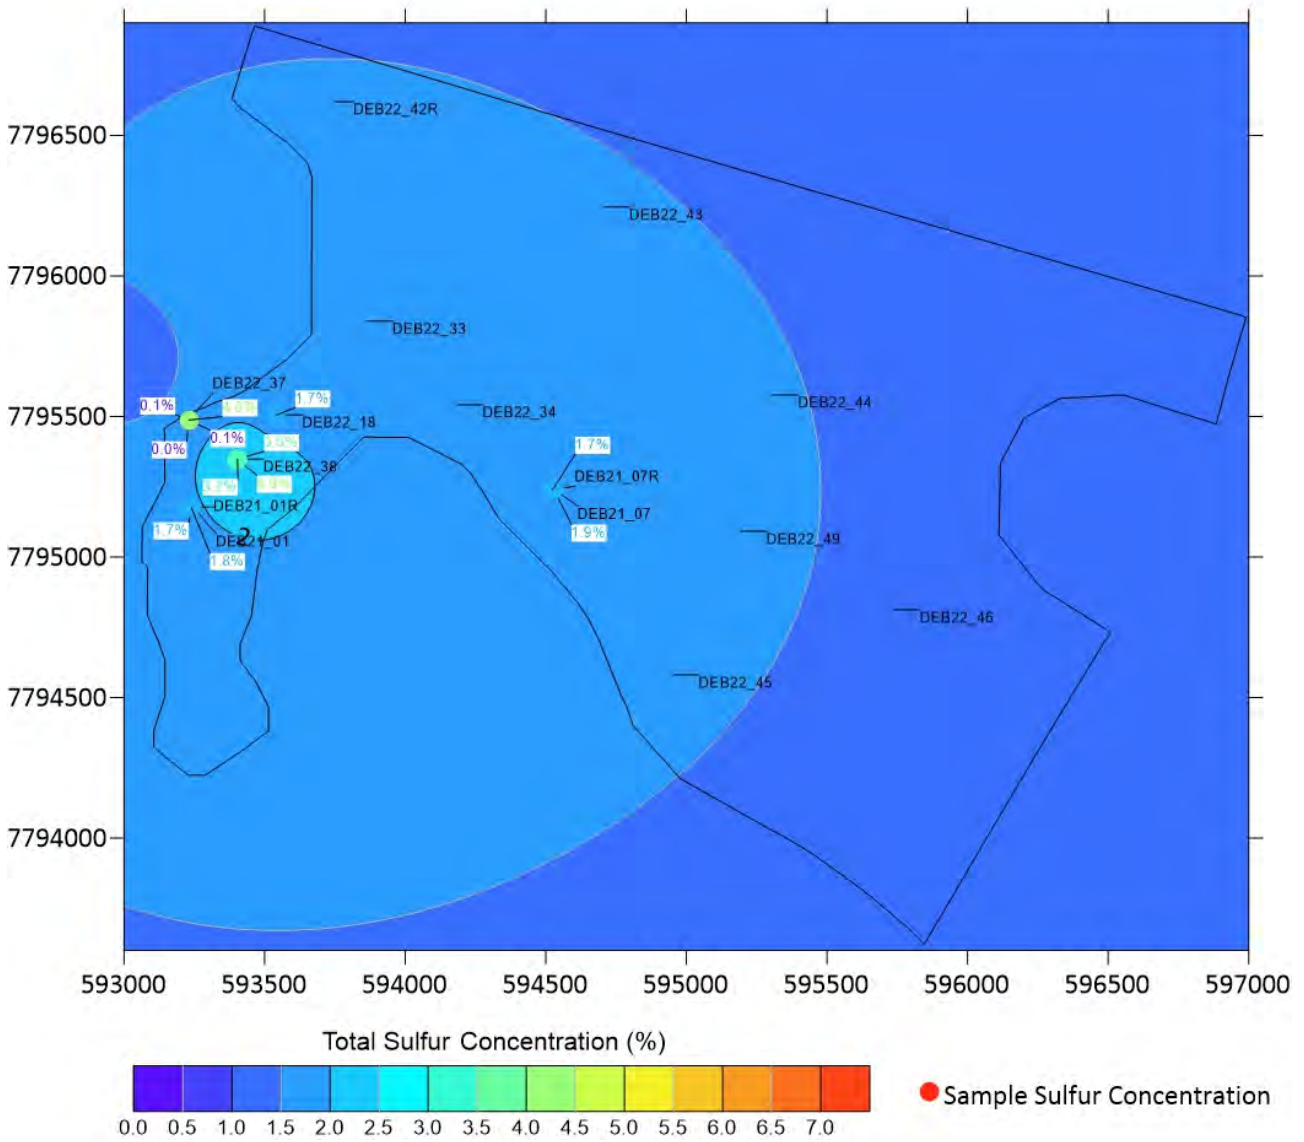 7796500
7796000
7795500
7795000
7794500
7794000
DEB22_42R
DEB22_43
DEB22_33
DEB22_37
0.1%
1.7%
DEB22_18
DEB22_34
DEB22_44
0.0%
0.1%
DEB22_38
1.7%
DEB21_07R
DEB21_01R
DEB21_07
1.7%
2
DEB21_01
1.9%
DEB22_49
1.8%
DEB22_46
DEB22_45
593000 593500 594000 594500 595000 595500 596000 596500 597000
Total Sulfur Concentration (%)
0.0 0.5 1.0 1.5 2.0 2.5 3.0 3.5 4.0 4.5 5.0 5.5 6.0 6.5 7.0
Sample Sulfur Concentration